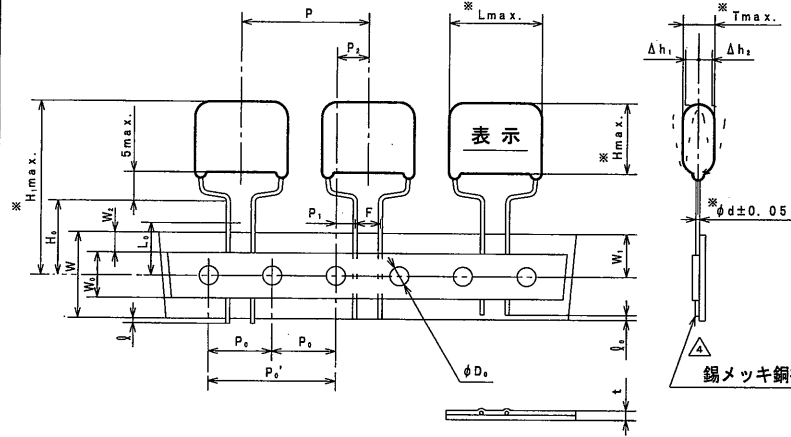 P
P₂
※
Lmax.
※
Tmax.
Δh₁
Δh₂
※
H₁max.
5max.
表示
※
Hmax.
H₀
W₂
L₀
P₁
F
W
W₀
W₁
※
φd±0.05
ℓ
P₀
P₀
P₀'
φD₀
ℓ₀
t
4
錫メッキ銅